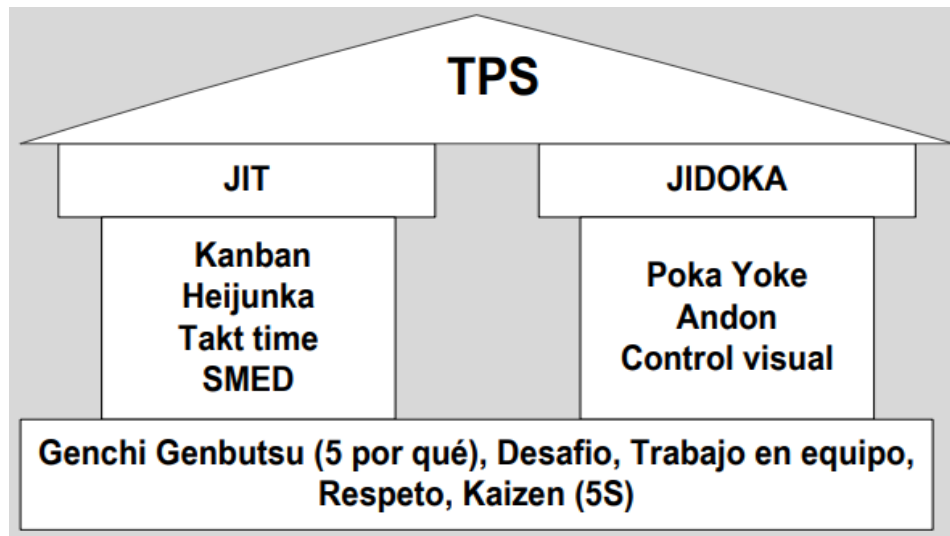 TPS
JIT
JIDOKA
Kanban
Heijunka
Takt time
SMED
Poka Yoke
Andon
Control visual
Genchi Genbutsu (5 por qué), Desafio, Trabajo en equipo,
Respeto, Kaizen (5S)